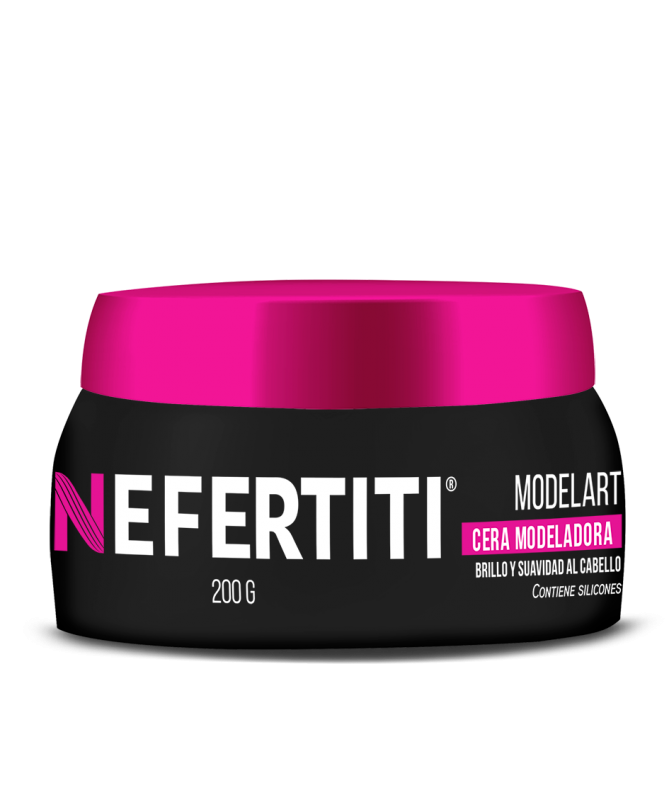 NEFERTITI®
200 G
MODELART
CERA MODELADORA
BRILLO Y SUAVIDAD AL CABELLO
CONTIENE SILICONES